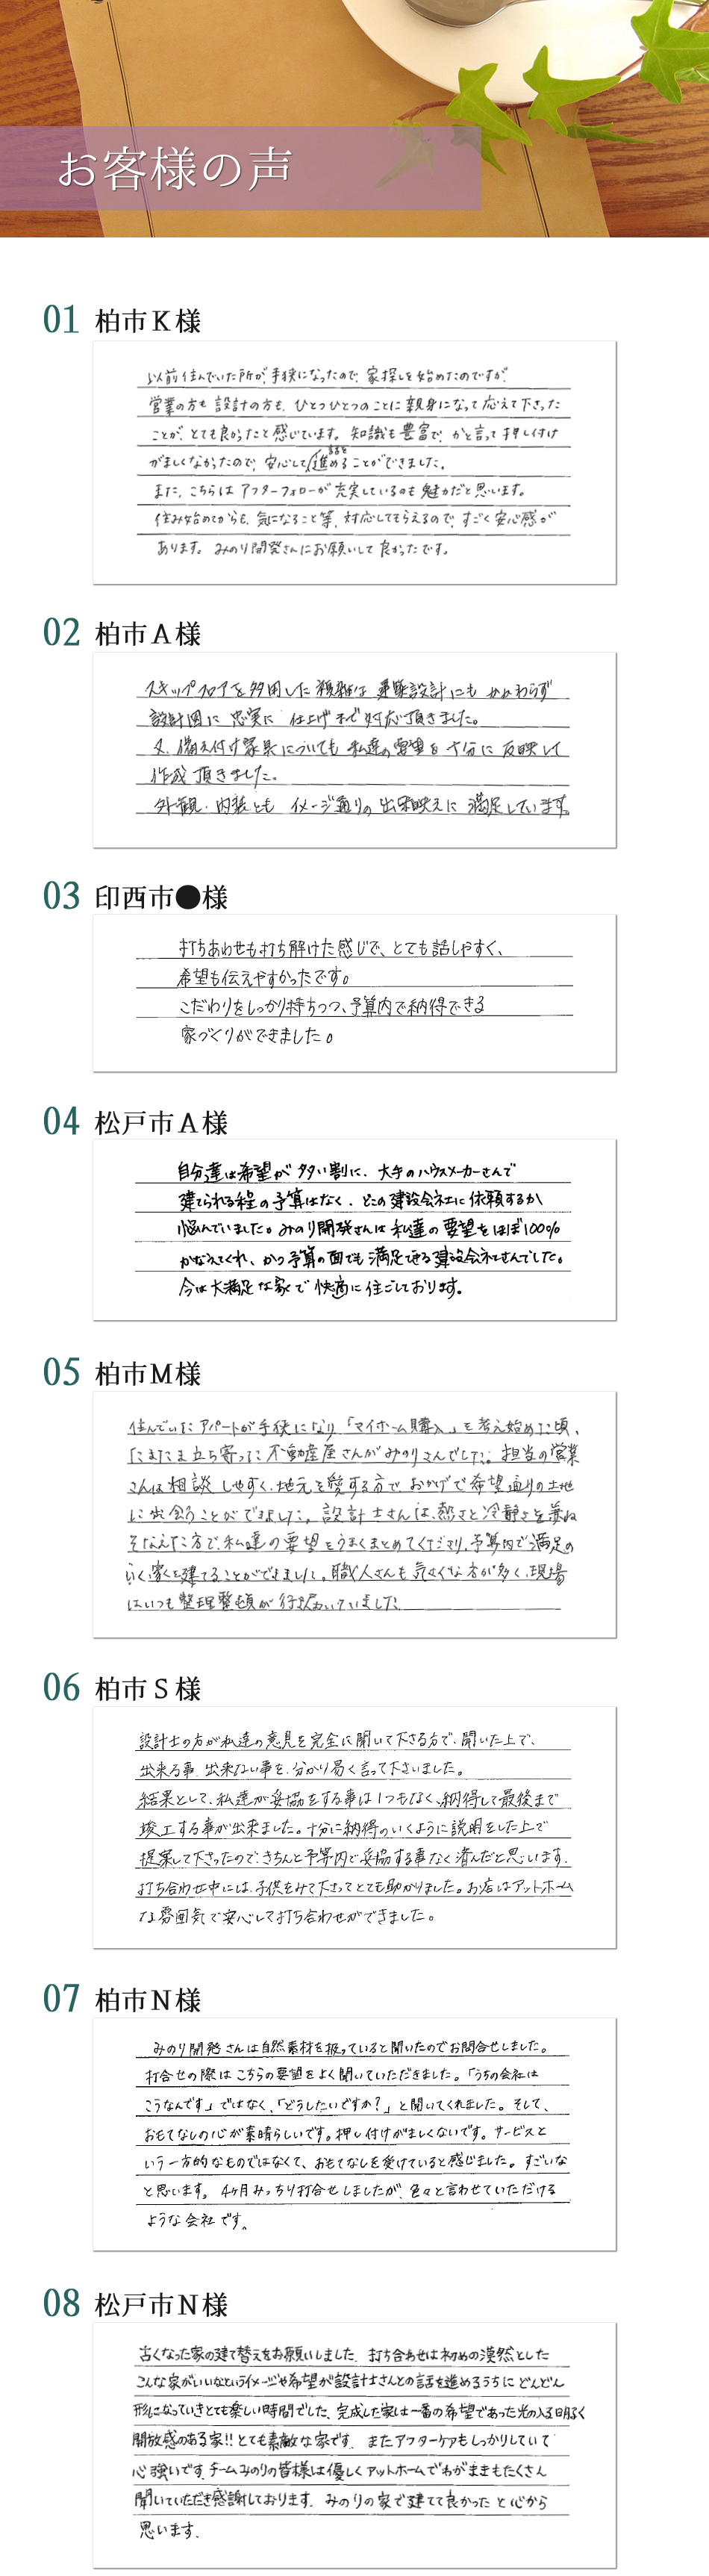 お客様の声
01 柏市K様
以前住んでいた所が、手狭になったので、家探しを始めたのですが、
営業の方も設計の方も、ひとつひとつのことに親身になって応えて下さった
ことが、とても良かったと感じています。知識も豊富で、かと言って押し付け
がましくなかったので、安心して話を進めることができました。
また、こちらはアフターフォローが充実しているのも魅力だと思います。
住み始めてからも、気になること等、対応してもらえるので、すごく安心感が
あります。みのり開発さんにお願いして良かったです。
02 柏市A様
スキップフロアを多用した複雑な建築設計にもかかわらず
設計図に忠実に仕上げまで対応頂きました。
又、備え付け家具についても私達の要望を十分に反映して
作成頂きました。
外観・内装とも イメージ通りの出来映えに満足しています。
03 印西市●様
打ちあわせも打ち解けた感じで、とても話しやすく、
希望も伝えやすかったです。
こだわりをしっかり持ちつつ、予算内で納得できる
家づくりができました。
04 松戸市A様
自分達は希望が多い割に、大手のハウスメーカーさんで
建てられる程の予算はなく、どこの建設会社に依頼するか
悩んでいました。みのり開発さんは私達の要望をほぼ100%
かなえてくれ、かつ予算の面でも満足できる建設会社さんでした。
今は大満足な家で快適に住ごしております。
05 柏市M様
住んでいたアパートが手狭になり「マイホーム購入」を考え始めた頃、
たまたま立ち寄った不動産屋さんがみのりさんでした。担当の営業
さんは相談しやすく、地元を愛する方で、おかげで希望通りの土地
に出会うことができました。設計士さんは、熱さと冷静さを兼ね
そなえた方で、私達の要望をうまくまとめてくださり、予算内で満足の
いく家を建てることができました。職人さんも気さくな方が多く、現場
はいつも整理整頓が行き届いていました
06 柏市S様
設計士の方が私達の意見を完全に聞いて下さる方で、聞いた上で、
出来る事、出来ない事を、分かり易く言って下さいました。
結果として、私達が妥協をする事は1つもなく、納得して最後まで
竣工する事が出来ました。十分に納得のいくように説明をした上で
提案して下さったので、きちんと予算内で妥協する事なく済んだと思います。
打ち合わせ中には、子供をみて下さってとても助かりました。お店はアットホーム
な雰囲気で安心して打ち合わせができました。
07 柏市N様
みのり開発さんは自然素材を扱っていると聞いたのでお問合せしました。
打合せの際はこちらの要望をよく聞いていただきました。「うちの会社は
こうなんです」ではなく、「どうしたいですか?」と聞いてくれました。そして、
おもてなしの心が素晴らしいです。押し付けがましくないです。サービスと
いう一方的なものではなくて、おもてなしを受けていると感じました。すごいな
と思います。4ヶ月みっちり打合せしましたが、色々と言わせていただける
ような会社です。
08 松戸市N様
古くなった家の建て替えをお願いしました。打ち合わせは初めの漠然とした
こんな家がいいなというイメージや希望が設計士さんとの話を進めるうちにどんどん
形になっていきとても楽しい時間でした、完成した家は一番の希望であった光の入る明るく
開放感のある家!!とても素敵な家です。またアフターケアもしっかりしていて
心強いです。チームみのりの皆様は優しくアットホームでわがままもたくさん
聞いていただき感謝しております。みのりの家で建てて良かったと心から
思います。